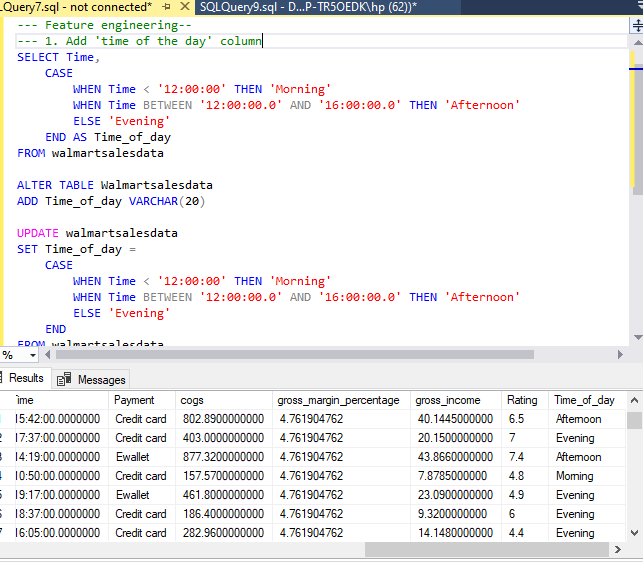 LQuery7.sql - not connected*
SQLQuery9.sql - D...P-TR5OEDK\hp (62))*
--- Feature engineering--
--- 1. Add 'time of the day' column
SELECT Time,
CASE
WHEN Time < '12:00:00' THEN 'Morning'
WHEN Time BETWEEN '12:00:00.0' AND '16:00:00.0' THEN 'Afternoon'
ELSE 'Evening'
END AS Time_of_day
FROM walmartsalesdata
ALTER TABLE Walmartsalesdata
ADD Time_of_day VARCHAR(20)
UPDATE walmartsalesdata
SET Time_of_day =
CASE
WHEN Time < '12:00:00' THEN 'Morning'
WHEN Time BETWEEN '12:00:00.0' AND '16:00:00.0' THEN 'Afternoon'
ELSE 'Evening'
END
FROM walmartsalesdata
%
Results Messages
ime Payment cogs gross_margin_percentage gross_income Rating Time_of_day
15:42:00.0000000 Credit card 802.8900000000 4.761904762 40.1445000000 6.5 Afternoon
2 17:37:00.0000000 Credit card 403.0000000000 4.761904762 20.1500000000 7 Evening
3 14:19:00.0000000 Ewallet 877.3200000000 4.761904762 43.8660000000 7.4 Afternoon
4 10:50:00.0000000 Credit card 157.5700000000 4.761904762 7.8785000000 4.8 Morning
5 19:17:00.0000000 Ewallet 461.8000000000 4.761904762 23.0900000000 4.9 Evening
6 18:37:00.0000000 Credit card 186.4000000000 4.761904762 9.3200000000 6 Evening
7 16:05:00.0000000 Credit card 282.9600000000 4.761904762 14.1480000000 4.4 Evening